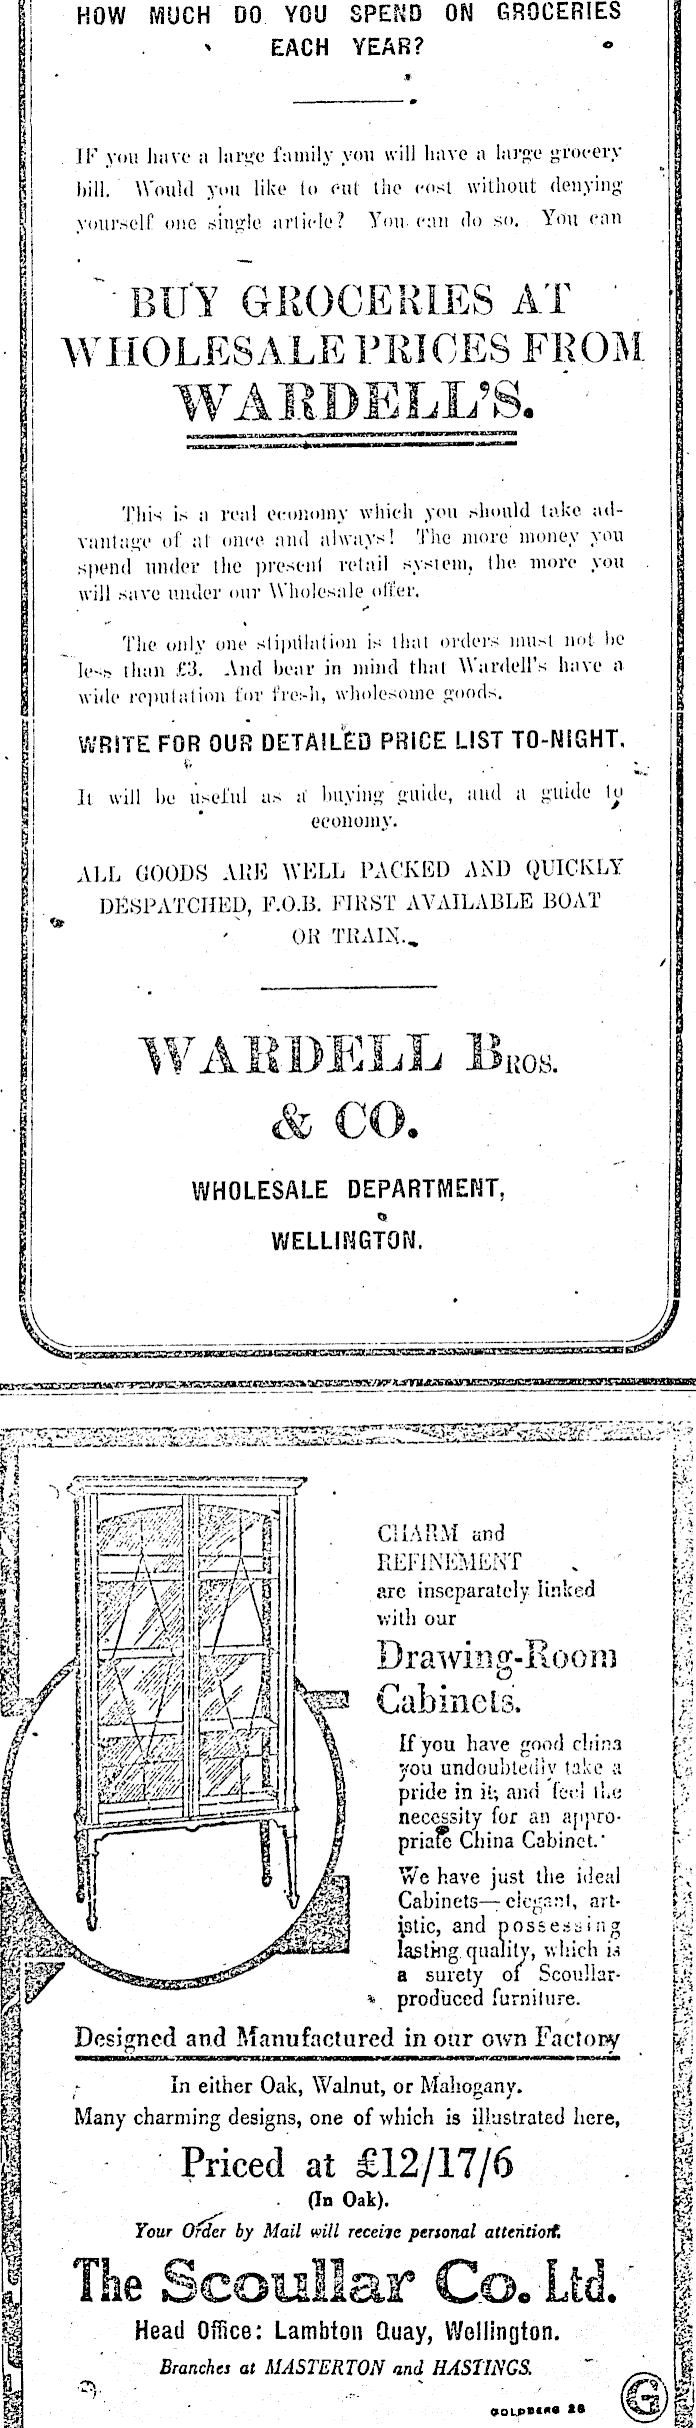 HOW MUCH DO YOU SPEND ON GROCERIES
EACH YEAR?
IF you have a large family you will have a large grocery
bill. Would you like to cut the cost without denying
yourself one single article? You can do so. You can
BUY GROCERIES AT
WHOLESALE PRICES FROM
WARDELL'S.
This is a real economy which you should take ad-
vantage of at once and always! The more money you
spend under the present retail system, the more you
will save under our Wholesale offer.
The only one stipulation is that orders must not be
less than £3. And bear in mind that Wardell's have a
wide reputation for fresh, wholesome goods.
WRITE FOR OUR DETAILED PRICE LIST TO-NIGHT.
It will be useful as a buying guide, and a guide to
economy.
ALL GOODS ARE WELL PACKED AND QUICKLY
DESPATCHED, F.O.B. FIRST AVAILABLE BOAT
OR TRAIN.
WARDELL BROS.
& CO.
WHOLESALE DEPARTMENT,
WELLINGTON.
CHARM and
REFINEMENT
are inseparately linked
with our
Drawing-Room
Cabinets.
If you have good china
you undoubtedly take a
pride in it; and feel the
necessity for an appro-
priate China Cabinet.
We have just the ideal
Cabinets—elegant, art-
istic, and possessing
lasting quality, which is
a surety of Scoullar-
produced furniture.
Designed and Manufactured in our own Factory
In either Oak, Walnut, or Mahogany.
Many charming designs, one of which is illustrated here,
Priced at £12/17/6
(In Oak).
Your Order by Mail will receive personal attention.
The Scoullar Co. Ltd.
Head Office: Lambton Quay, Wellington.
Branches at MASTERTON and HASTINGS.
GOLDBERG 26
G